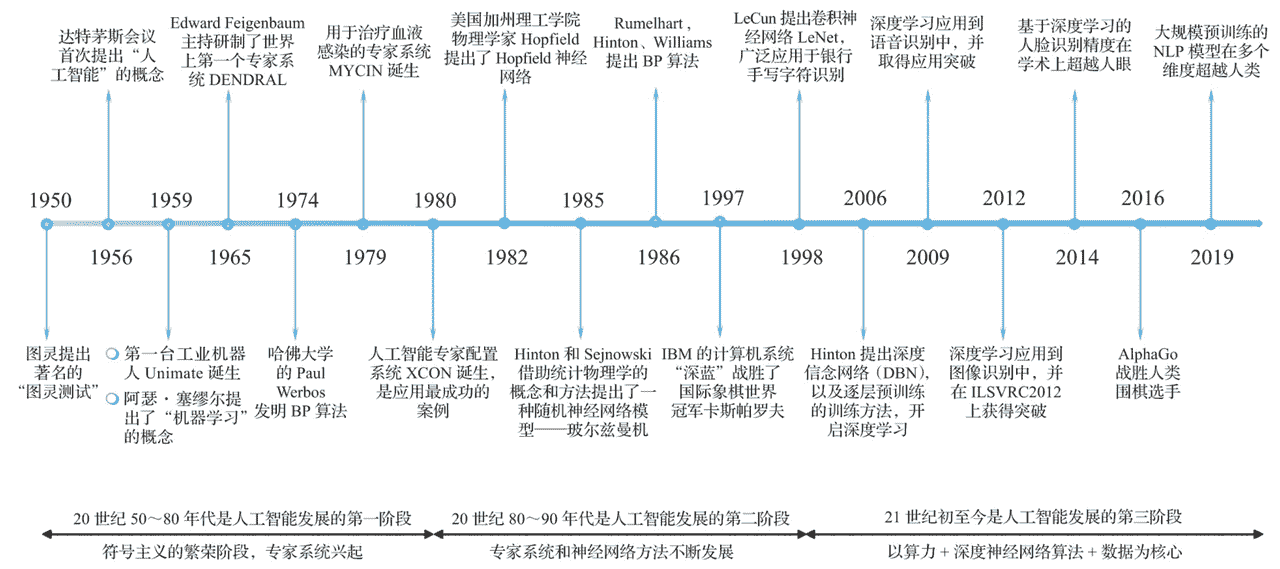 达特茅斯会议
首次提出“人
工智能”的概念
Edward Feigenbaum
主持研制了世界
上第一个专家系
统 DENDRAL
用于治疗血液
感染的专家系统
MYCIN 诞生
美国加州理工学院
物理学家 Hopfield
提出了 Hopfield 神经
网络
Rumelhart，
Hinton、Williams
提出 BP 算法
LeCun 提出卷积神
经网络 LeNet，
广泛应用于银行
手写字符识别
深度学习应用到
语音识别中，并
取得应用突破
基于深度学习的
人脸识别精度在
学术上超越人眼
大规模预训练的
NLP 模型在多个
维度超越人类
1950
1959
1974
1980
1985
1997
2006
2012
2016
1956
1965
1979
1982
1986
1998
2009
2014
2019
图灵提出
著名的
“图灵测试”
第一台工业机器
人 Unimate 诞生
阿瑟·塞缪尔提
出了“机器学习”
的概念
哈佛大学
的 Paul
Werbos
发明 BP 算法
人工智能专家配置
系统 XCON 诞生，
是应用最成功的
案例
Hinton 和 Sejnowski
借助统计物理学的
概念和方法提出了一
种随机神经网络模
型——玻尔兹曼机
IBM 的计算机系统
“深蓝”战胜了
国际象棋世界
冠军卡斯帕罗夫
Hinton 提出深度
信念网络（DBN），
以及逐层预训练
的训练方法，开
启深度学习
深度学习应用到
图像识别中，并
在 ILSVRC2012
上获得突破
AlphaGo
战胜人类
围棋选手
20 世纪 50～80 年代是人工智能发展的第一阶段
符号主义的繁荣阶段，专家系统兴起
20 世纪 80～90 年代是人工智能发展的第二阶段
专家系统和神经网络方法不断发展
21 世纪初至今是人工智能发展的第三阶段
以算力 + 深度神经网络算法 + 数据为核心